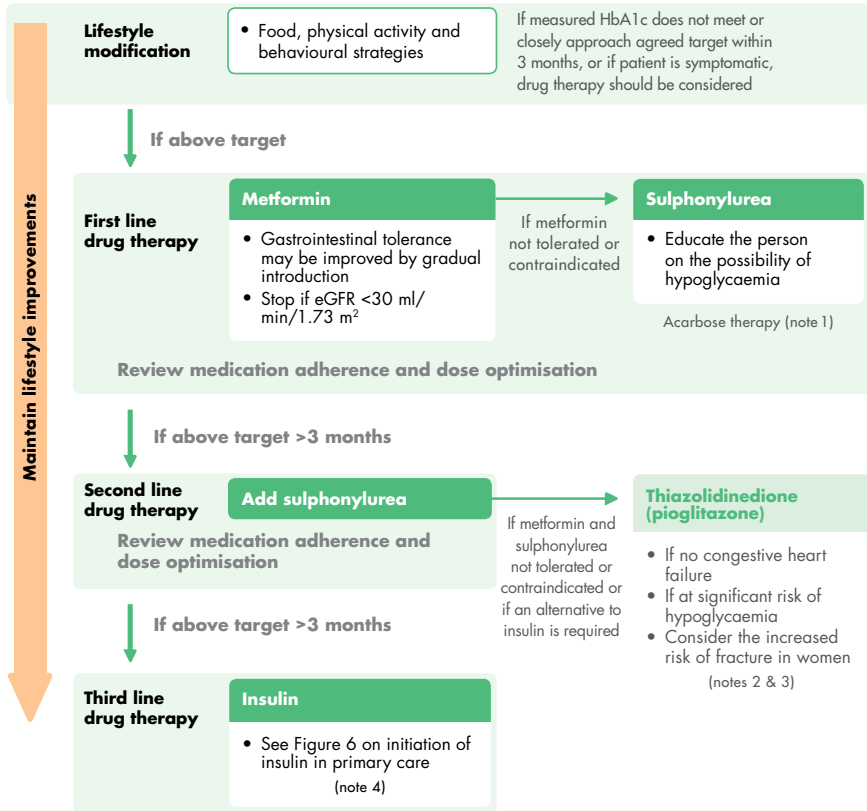 Lifestyle
modification
• Food, physical activity and
behavioural strategies
If measured HbA1c does not meet or
closely approach agreed target within
3 months, or if patient is symptomatic,
drug therapy should be considered
Maintain lifestyle improvements
If above target
First line
drug therapy
Metformin
• Gastrointestinal tolerance
may be improved by gradual
introduction
• Stop if eGFR <30 ml/
min/1.73 m²
If metformin
not tolerated or
contraindicated
Sulphonylurea
• Educate the person
on the possibility of
hypoglycaemia
Acarbose therapy (note 1)
Review medication adherence and dose optimisation
If above target >3 months
Second line
drug therapy
Add sulphonylurea
Review medication adherence and
dose optimisation
If metformin and
sulphonylurea
not tolerated or
contraindicated or
if an alternative to
insulin is required
Thiazolidinedione
(pioglitazone)
• If no congestive heart
failure
• If at significant risk of
hypoglycaemia
• Consider the increased
risk of fracture in women
(notes 2 & 3)
If above target >3 months
Third line
drug therapy
Insulin
• See Figure 6 on initiation of
insulin in primary care
(note 4)